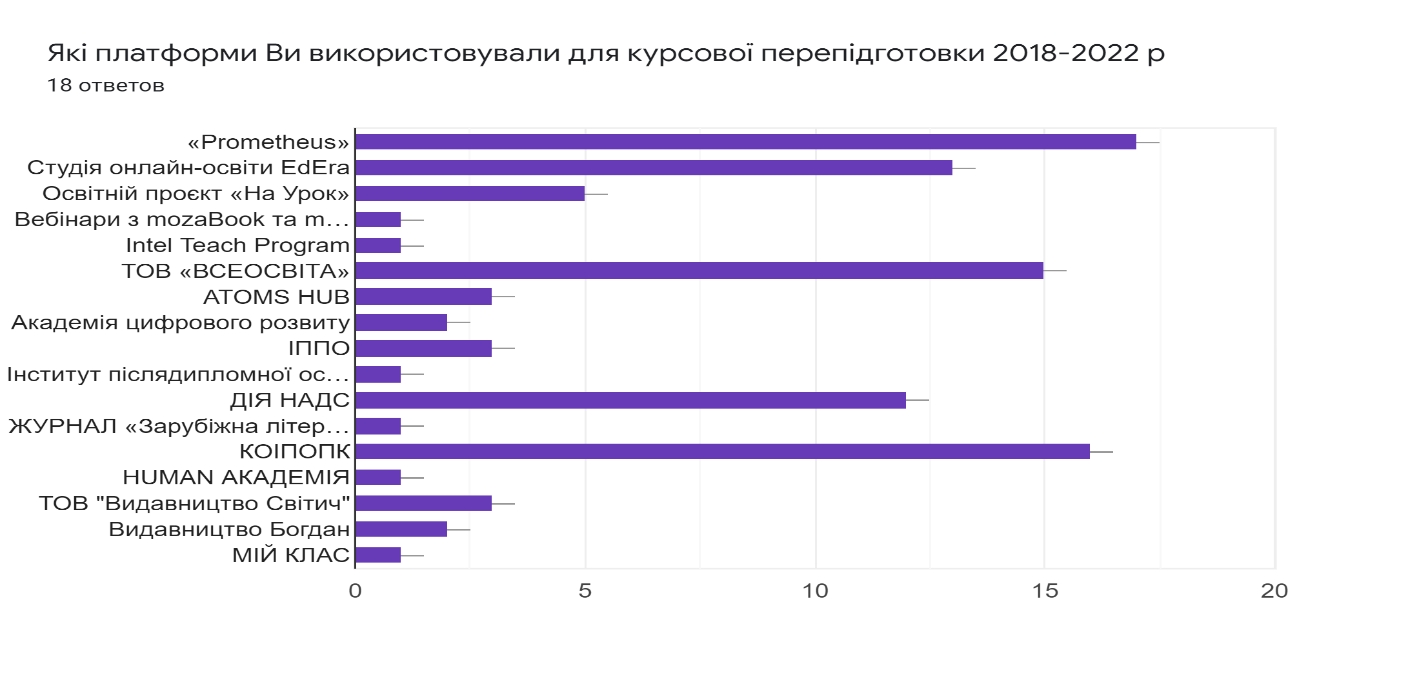 Які платформи Ви використовували для курсової перепідготовки 2018-2022 р
18 ответов
«Prometheus»
Студія онлайн-освіти EdEra
Освітній проєкт «На Урок»
Вебінари з mozaBook та m…
Intel Teach Program
ТОВ «ВСЕОСВІТА»
ATOMS HUB
Академія цифрового розвиту
ІППО
Інститут післядипломної ос…
ДІЯ НАДС
ЖУРНАЛ «Зарубіжна літер…
КОІПОПК
HUMAN АКАДЕМІЯ
ТОВ "Видавництво Світич"
Видавництво Богдан
МІЙ КЛАС
0 5 10 15 20